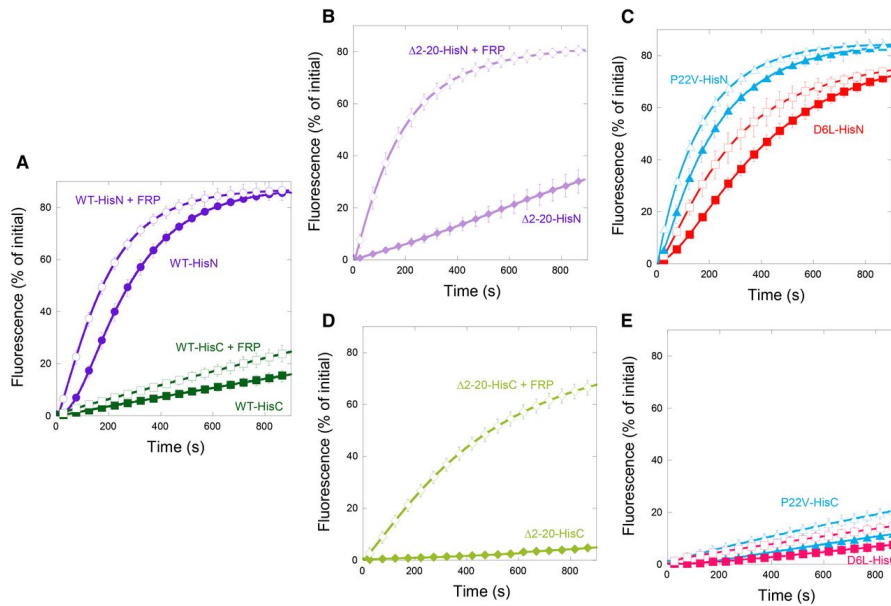 A
Fluorescence (% of initial)
80
60
40
20
0
WT-HisN + FRP
WT-HisN
WT-HisC + FRP
WT-HisC
0 200 400 600 800
Time (s)
B
Fluorescence (% of initial)
80
60
40
20
0
Δ2-20-HisN + FRP
Δ2-20-HisN
0 200 400 600 800
Time (s)
C
Fluorescence (% of initial)
80
60
40
20
0
P22V-HisN
D6L-HisN
0 200 400 600 800
Time (s)
D
Fluorescence (% of initial)
80
60
40
20
0
Δ2-20-HisC + FRP
Δ2-20-HisC
0 200 400 600 800
Time (s)
E
Fluorescence (% of initial)
80
60
40
20
0
P22V-HisC
D6L-HisC
0 200 400 600 800
Time (s)